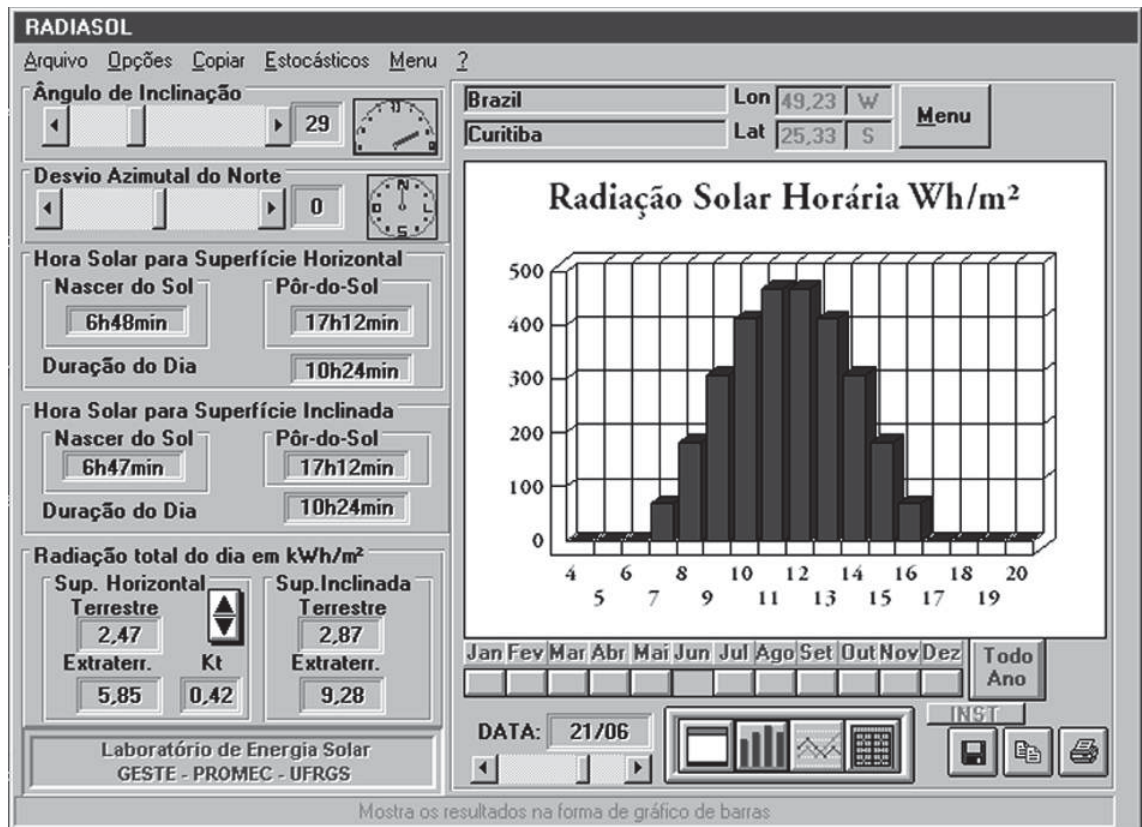 RADIASOL
Arquivo Opções Copiar Estocásticos Menu ?
Ângulo de Inclinação
29
Desvio Azimutal do Norte
0
N
O L
S
Hora Solar para Superfície Horizontal
Nascer do Sol Pôr-do-Sol
6h48min 17h12min
Duração do Dia 10h24min
Hora Solar para Superfície Inclinada
Nascer do Sol Pôr-do-Sol
6h47min 17h12min
Duração do Dia 10h24min
Radiação total do dia em kWh/m²
Sup. Horizontal Sup.Inclinada
Terrestre Terrestre
2,47 2,87
Extraterr. Kt Extraterr.
5,85 0,42 9,28
Laboratório de Energia Solar
GESTE - PROMEC - UFRGS
Brazil Lon 49,23 W
Curitiba Lat 25,33 S
Menu
Radiação Solar Horária Wh/m²
500
400
300
200
100
0
4 6 8 10 12 14 16 18 20
5 7 9 11 13 15 17 19
Jan Fev Mar Abr Mai Jun Jul Ago Set Out Nov Dez
Todo
Ano
DATA: 21/06
INST
Mostra os resultados na forma de gráfico de barras